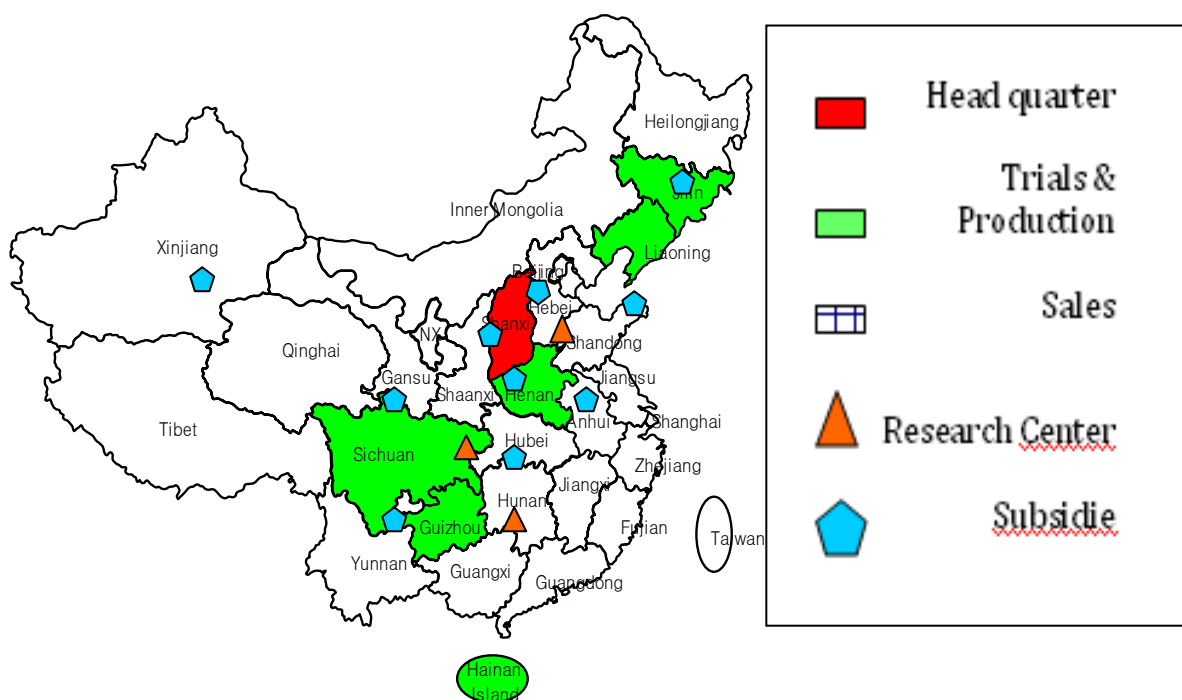 Heilongjiang
Jilin
Inner Mongolia
Liaoning
Xinjiang
Beijing
Hebei
Shanxi
NX
Shandong
Qinghai
Gansu
Shaanxi
Henan
Jiangsu
Anhui
Shanghai
Tibet
Sichuan
Hubei
Zhejiang
Jiangxi
Hunan
Guizhou
Fujian
Taiwan
Yunnan
Guangxi
Guangdong
Hainan
Island
Head quarter
Trials &
Production
Sales
Research Center
Subsidie